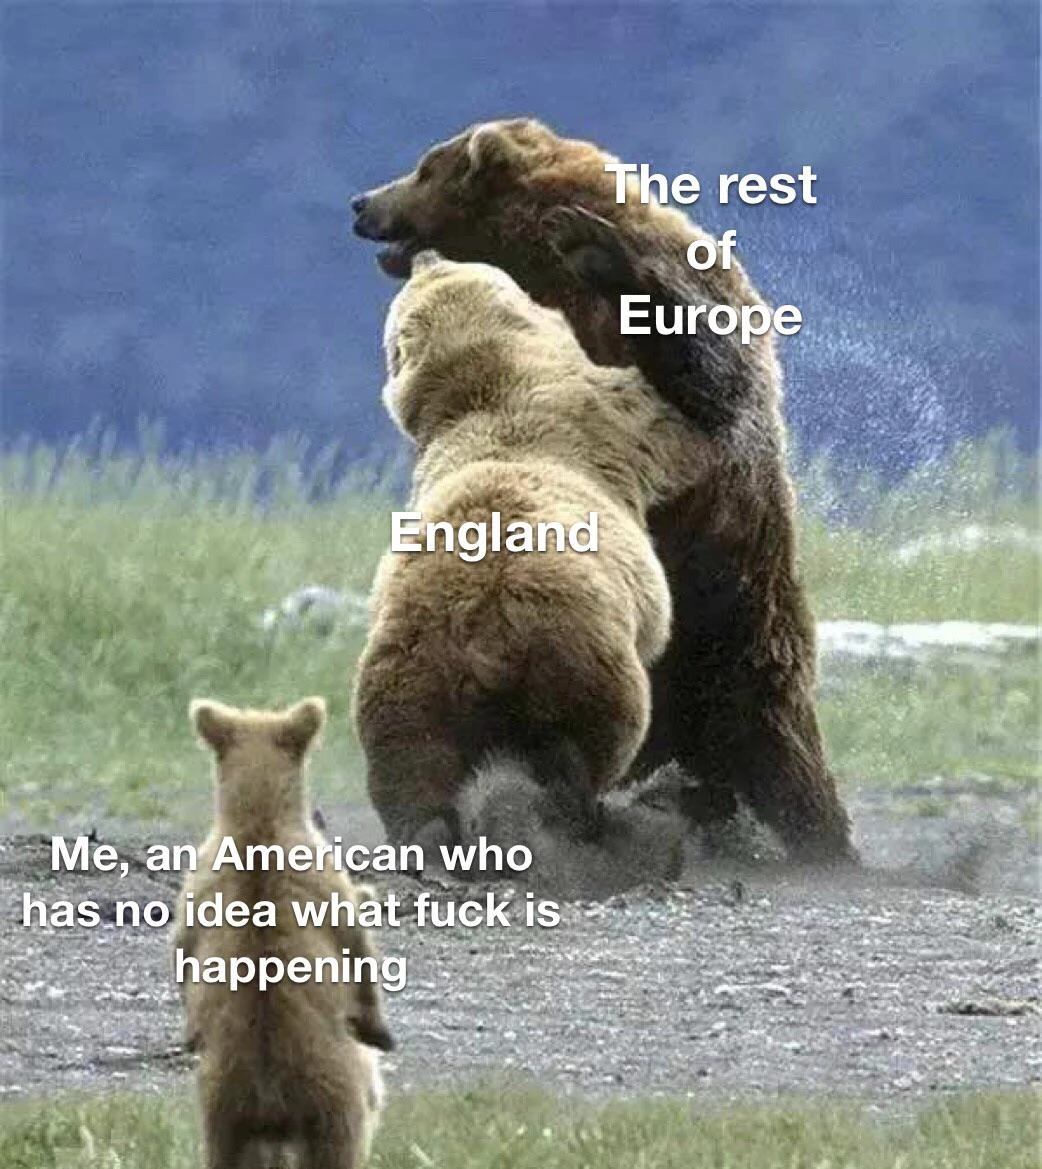 The rest
of
Europe
England
Me, an American who
has no idea what fuck is
happening